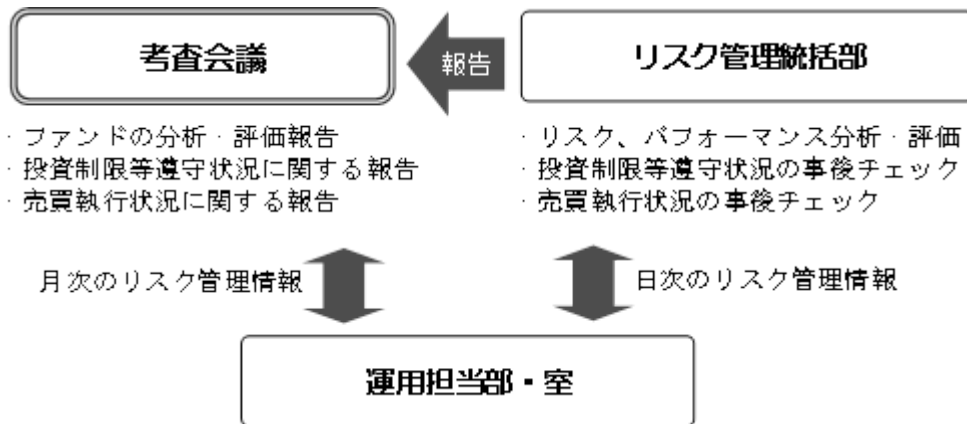 考査会議
報告
リスク管理統括部
・ファンドの分析・評価報告
・投資制限等遵守状況に関する報告
・売買執行状況に関する報告
・リスク、パフォーマンス分析・評価
・投資制限等遵守状況の事後チェック
・売買執行状況の事後チェック
月次のリスク管理情報
日次のリスク管理情報
運用担当部・室